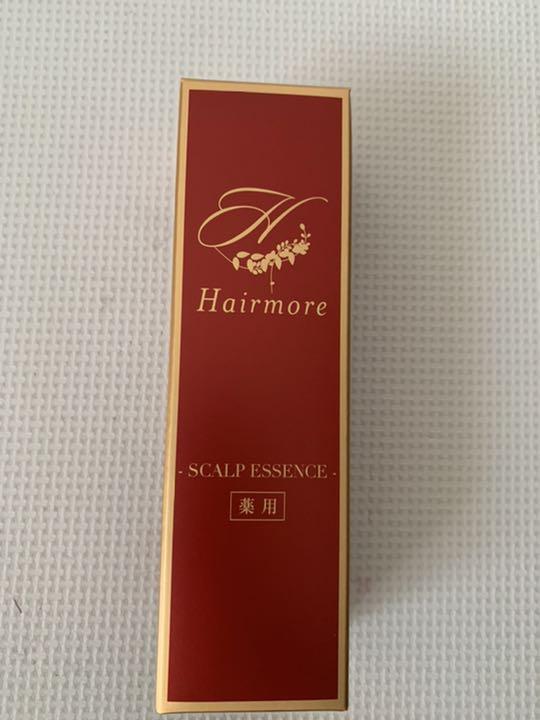 H
Hairmore
- SCALP ESSENCE -
薬用